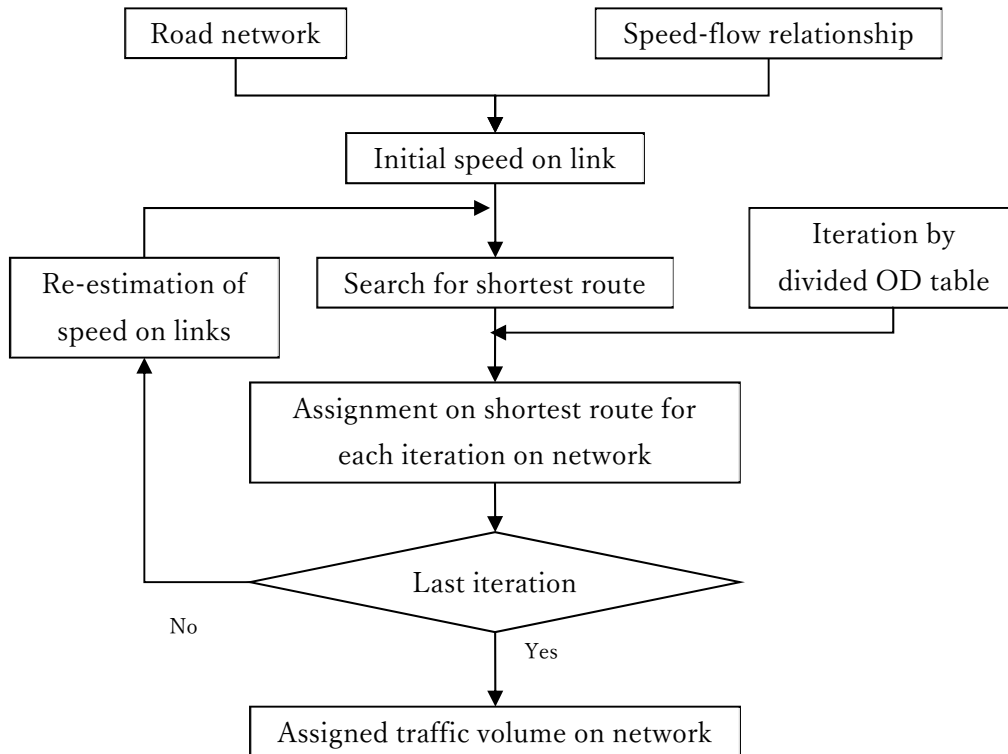 Road network
Speed-flow relationship
Initial speed on link
Iteration by
divided OD table
Re-estimation of
speed on links
Search for shortest route
Assignment on shortest route for
each iteration on network
Last iteration
No
Yes
Assigned traffic volume on network